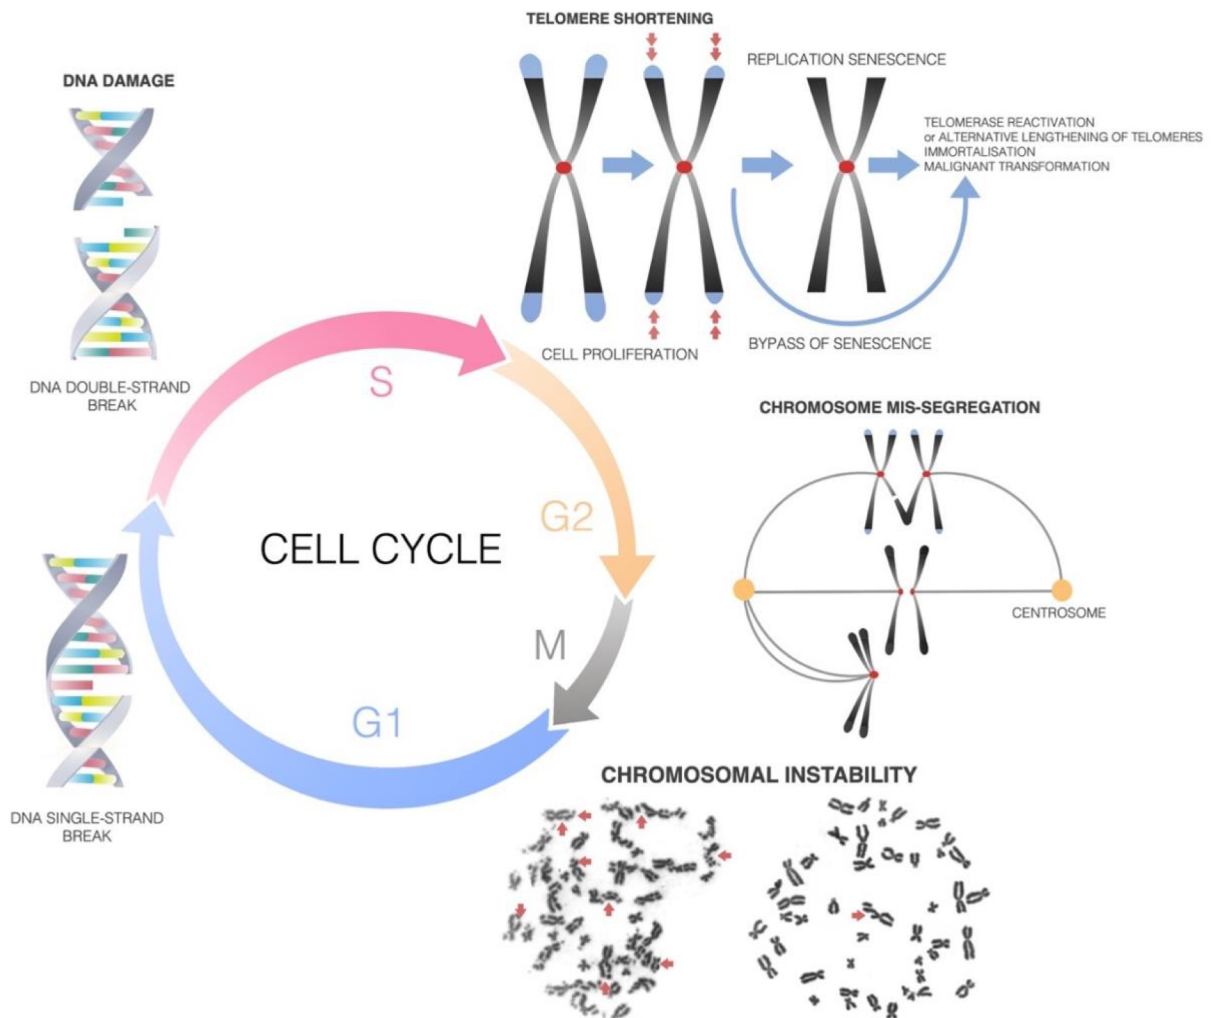 TELOMERE SHORTENING
DNA DAMAGE
REPLICATION SENESCENCE
TELOMERASE REACTIVATION
or ALTERNATIVE LENGTHENING OF TELOMERES
IMMORTALISATION
MALIGNANT TRANSFORMATION
CELL PROLIFERATION
BYPASS OF SENESCENCE
DNA DOUBLE-STRAND
BREAK
S
CHROMOSOME MIS-SEGREGATION
G2
CELL CYCLE
CENTROSOME
M
G1
DNA SINGLE-STRAND
BREAK
CHROMOSOMAL INSTABILITY